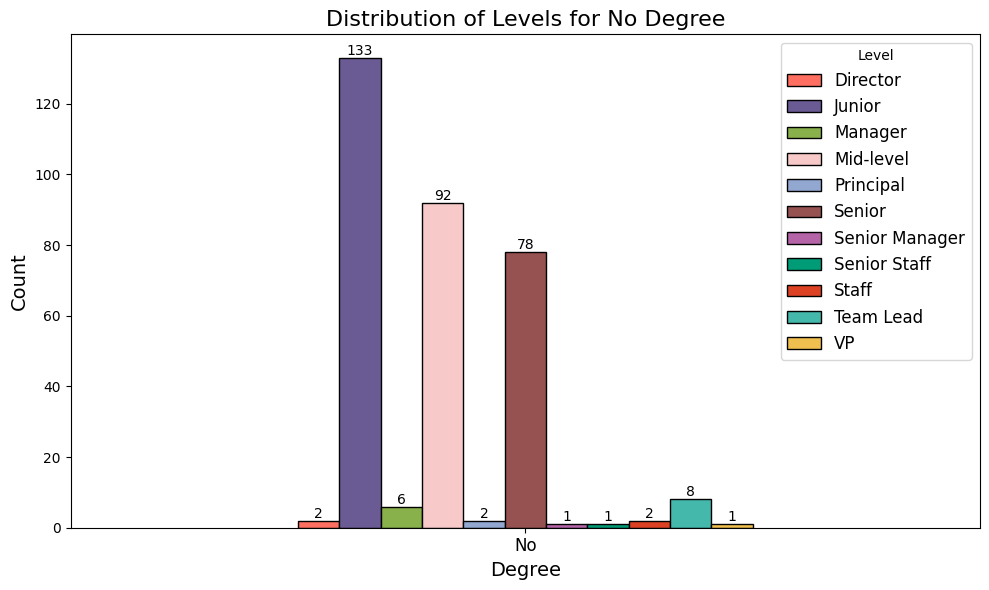 Distribution of Levels for No Degree
Count
120
100
80
60
40
20
0
2
133
6
92
2
78
1
1
2
8
1
No
Degree
Level
Director
Junior
Manager
Mid-level
Principal
Senior
Senior Manager
Senior Staff
Staff
Team Lead
VP